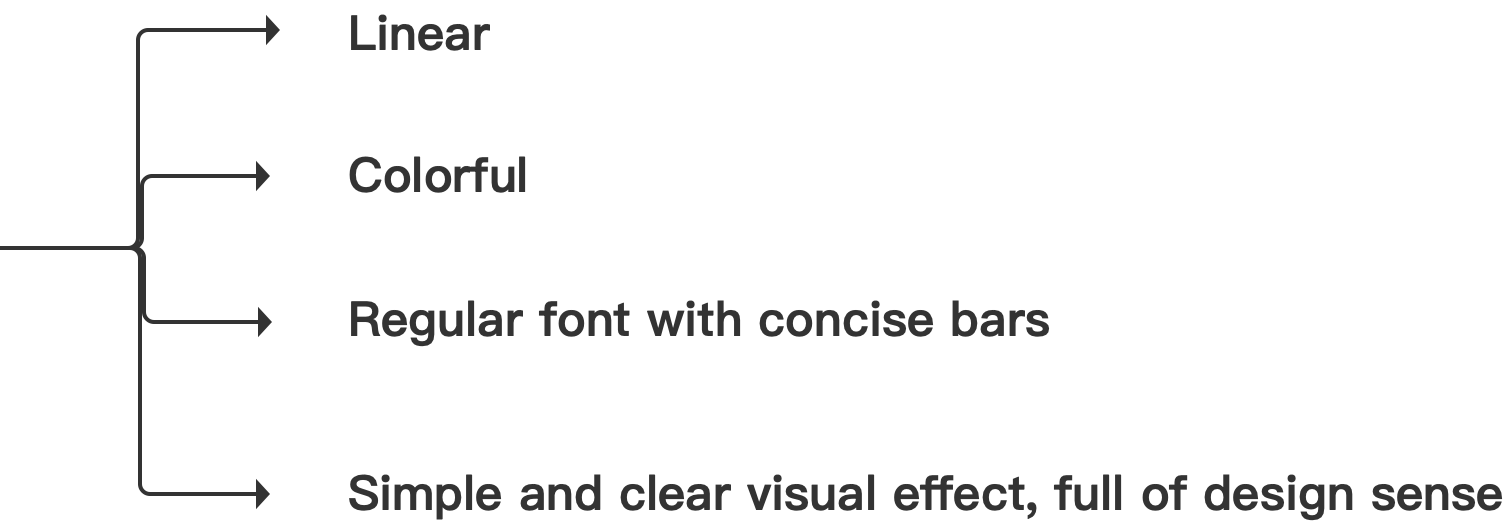 Linear
Colorful
Regular font with concise bars
Simple and clear visual effect, full of design sense